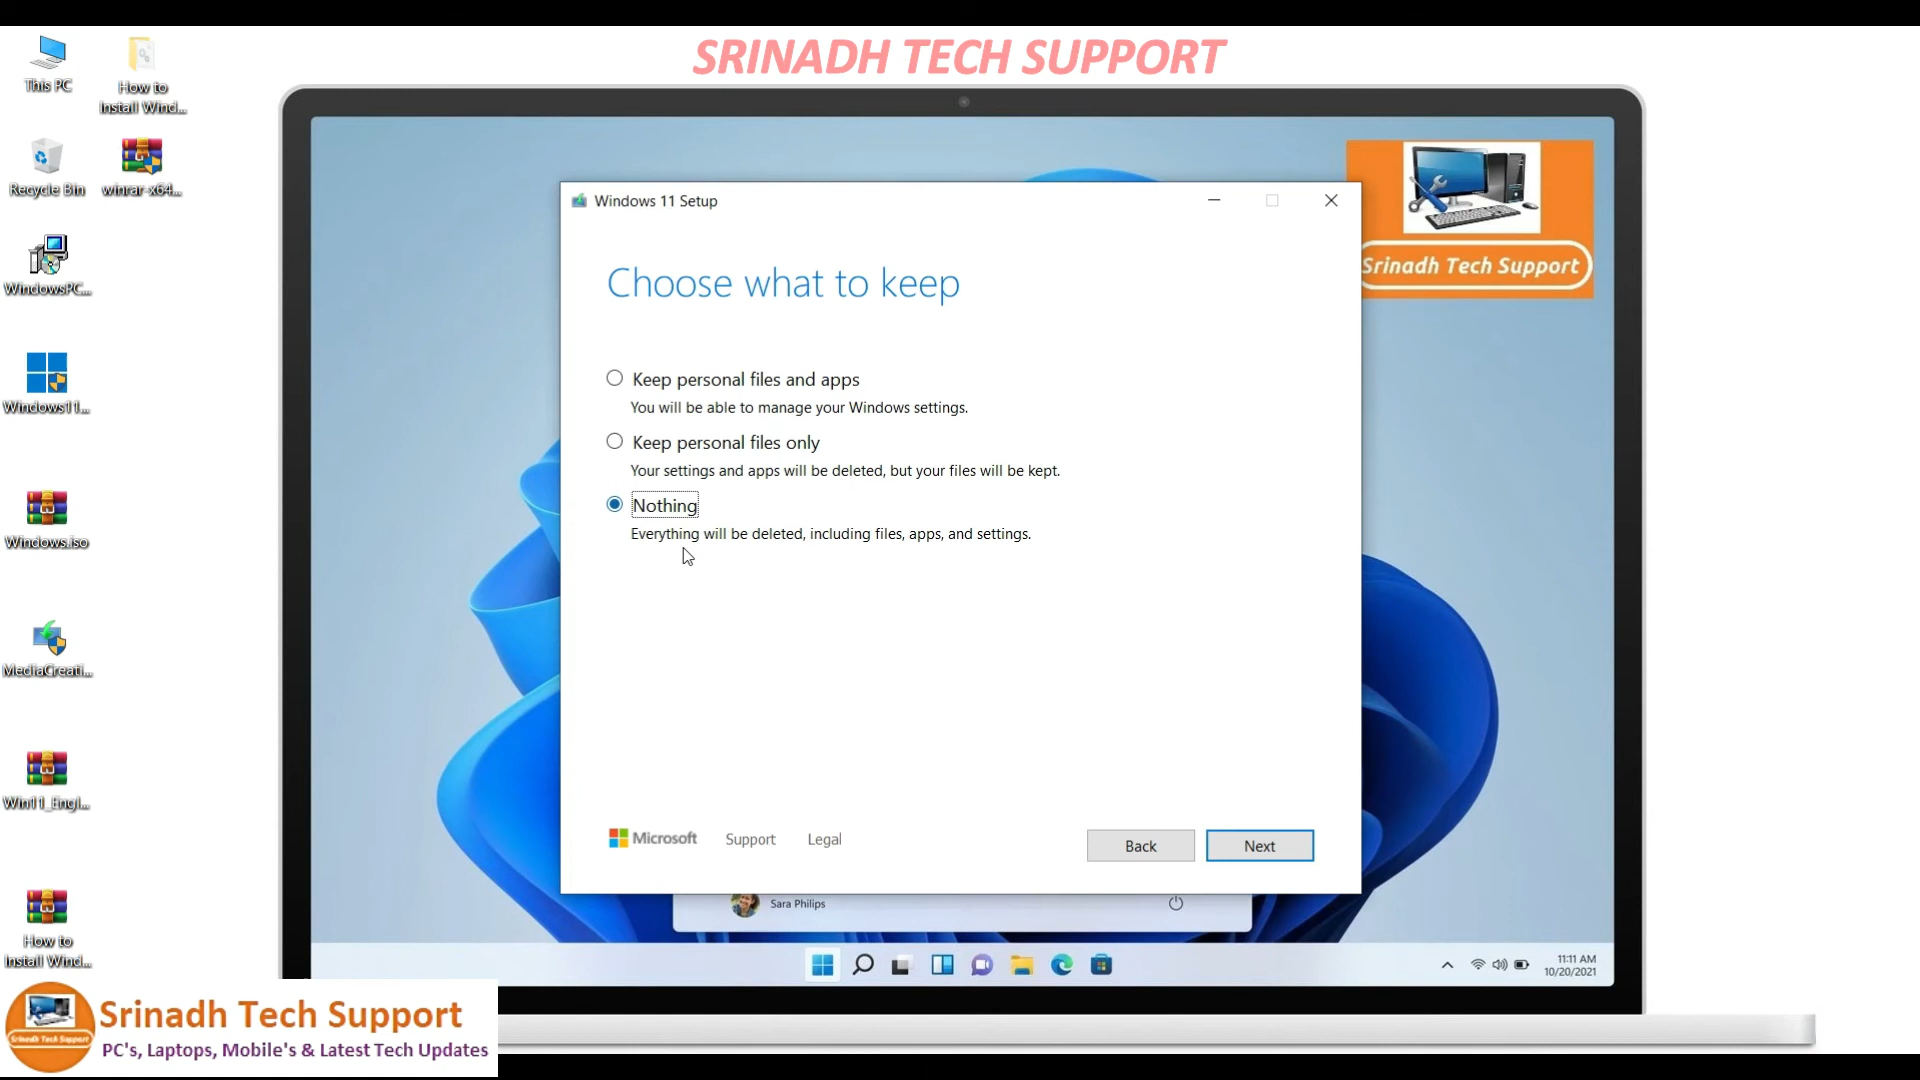 SRINADH TECH SUPPORT
This PC
How to
Install Wind...
Recycle Bin
winrar-x64...
WindowsPC...
Windows11...
Windows.iso
MediaCreati...
Win11_Engl...
How to
Install Wind...
Srinadh Tech Support
Windows 11 Setup
Choose what to keep
Keep personal files and apps
You will be able to manage your Windows settings.
Keep personal files only
Your settings and apps will be deleted, but your files will be kept.
Nothing
Everything will be deleted, including files, apps, and settings.
Microsoft
Support
Legal
Back
Next
Sara Philips
11:11 AM
10/20/2021
Srinadh Tech Support
PC's, Laptops, Mobile's & Latest Tech Updates